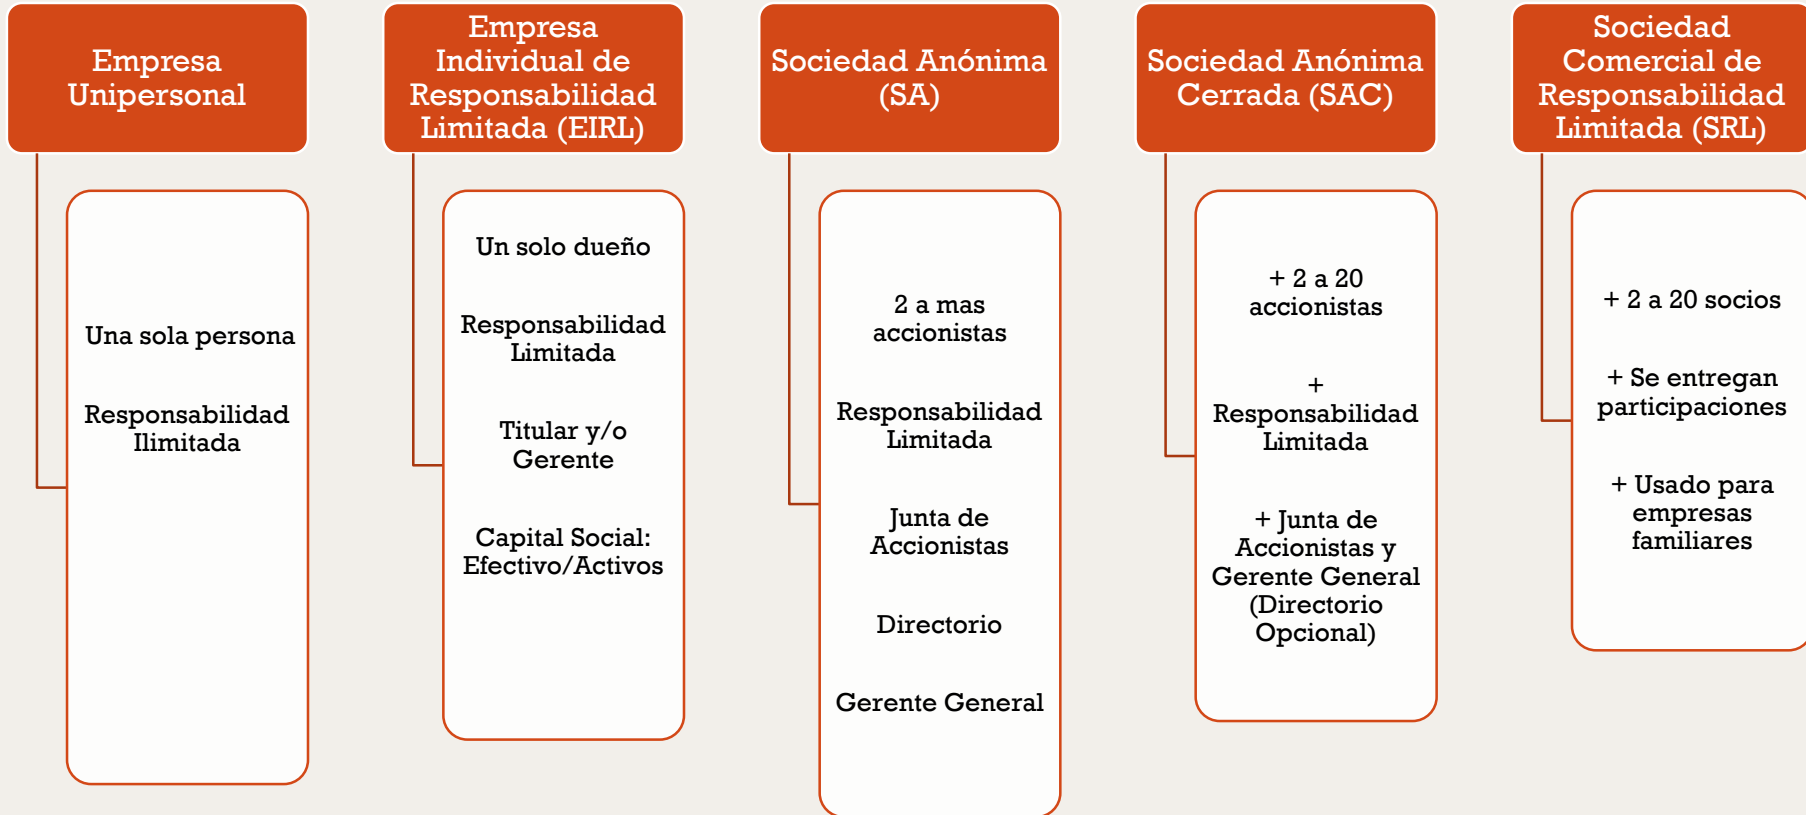 Empresa
Unipersonal
Una sola persona
Responsabilidad
Ilimitada
Empresa
Individual de
Responsabilidad
Limitada (EIRL)
Un solo dueño
Responsabilidad
Limitada
Titular y/o
Gerente
Capital Social:
Efectivo/Activos
Sociedad Anónima
(SA)
2 a mas
accionistas
Responsabilidad
Limitada
Junta de
Accionistas
Directorio
Gerente General
Sociedad Anónima
Cerrada (SAC)
+ 2 a 20
accionistas
+
Responsabilidad
Limitada
+ Junta de
Accionistas y
Gerente General
(Directorio
Opcional)
Sociedad
Comercial de
Responsabilidad
Limitada (SRL)
+ 2 a 20 socios
+ Se entregan
participaciones
+ Usado para
empresas
familiares